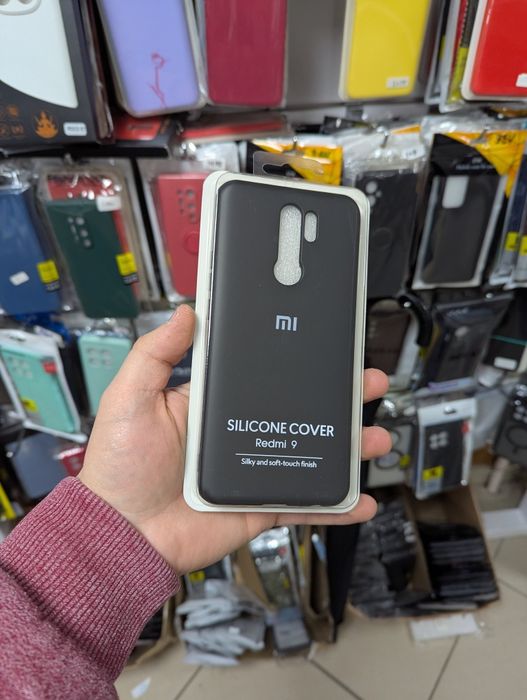 mi
SILICONE COVER
Redmi 9
Silky and soft-touch finish